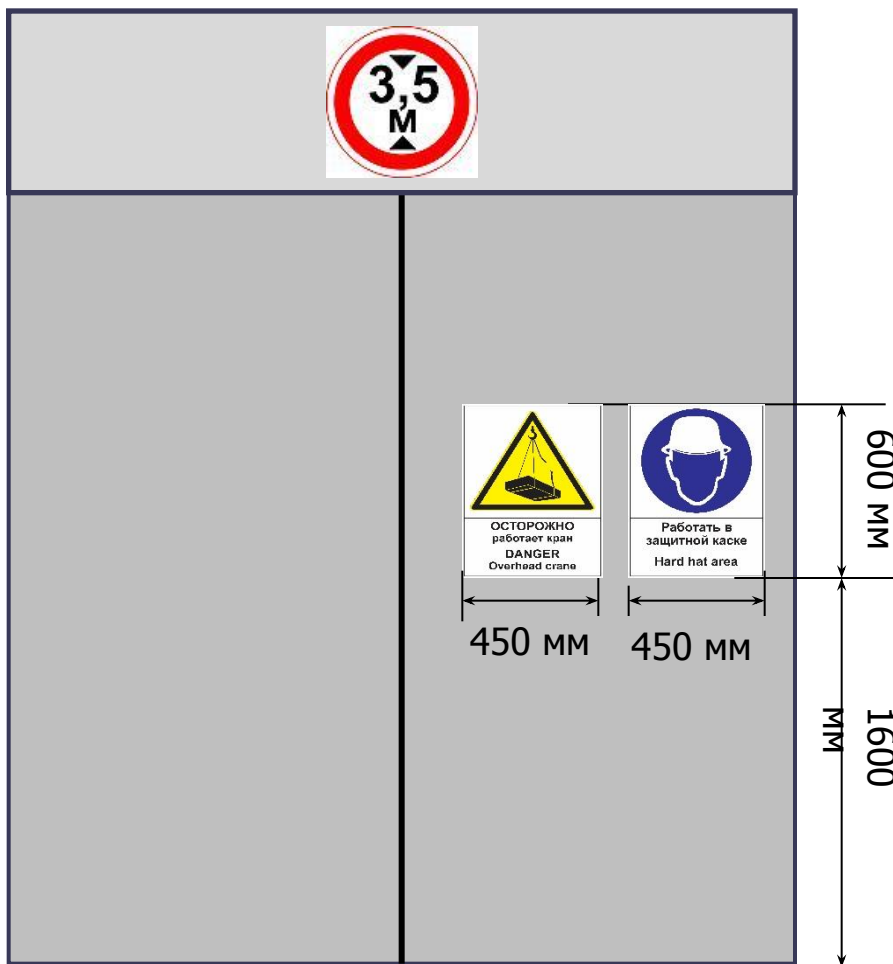 3,5
М
ОСТОРОЖНО
работает кран
DANGER
Overhead crane
Работать в
защитной каске
Hard hat area
600 мм
450 мм
450 мм
1600
мм